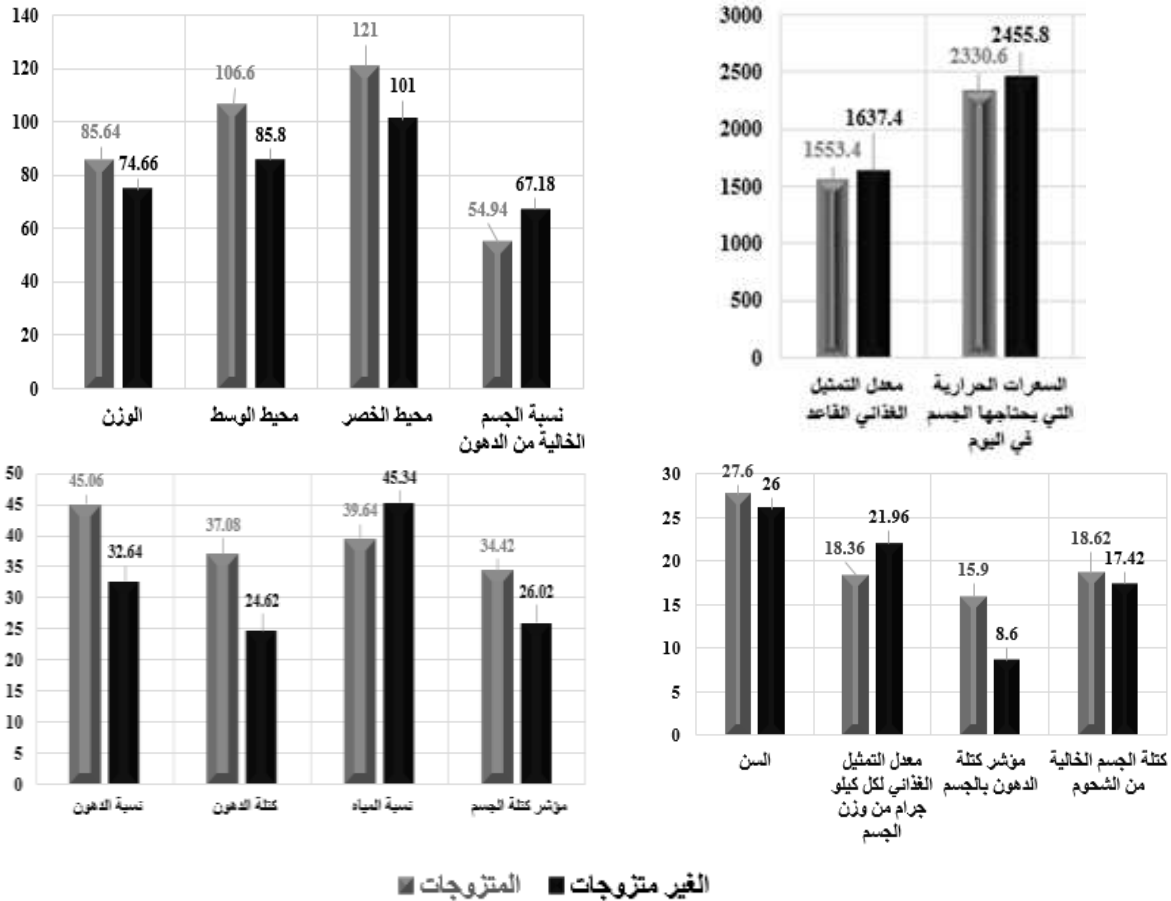 140
120
100
80
60
40
20
0
85.64
74.66
106.6
85.8
121
101
54.94
67.18
الوزن
محيط الوسط
محيط الخصر
نسبة الجسم
الخالية من الدهون
3000
2500
2000
1500
1000
500
0
1553.4
1637.4
2330.6
2455.8
معدل التمثيل
الغذائي القاعد
السعرات الحرارية
التي يحتاجها الجسم
في اليوم
50
45
40
35
30
25
20
15
10
5
0
45.06
32.64
37.08
24.62
39.64
45.34
34.42
26.02
نسبة الدهون
كتلة الدهون
نسبة المياه
مؤشر كتلة الجسم
30
25
20
15
10
5
0
27.6
26
18.36
21.96
15.9
8.6
18.62
17.42
السن
معدل التمثيل
الغذائي لكل كيلو
جرام من وزن
الجسم
مؤشر كتلة
الدهون بالجسم
كتلة الجسم الخالية
من الشحوم
المتزوجات
الغير متزوجات